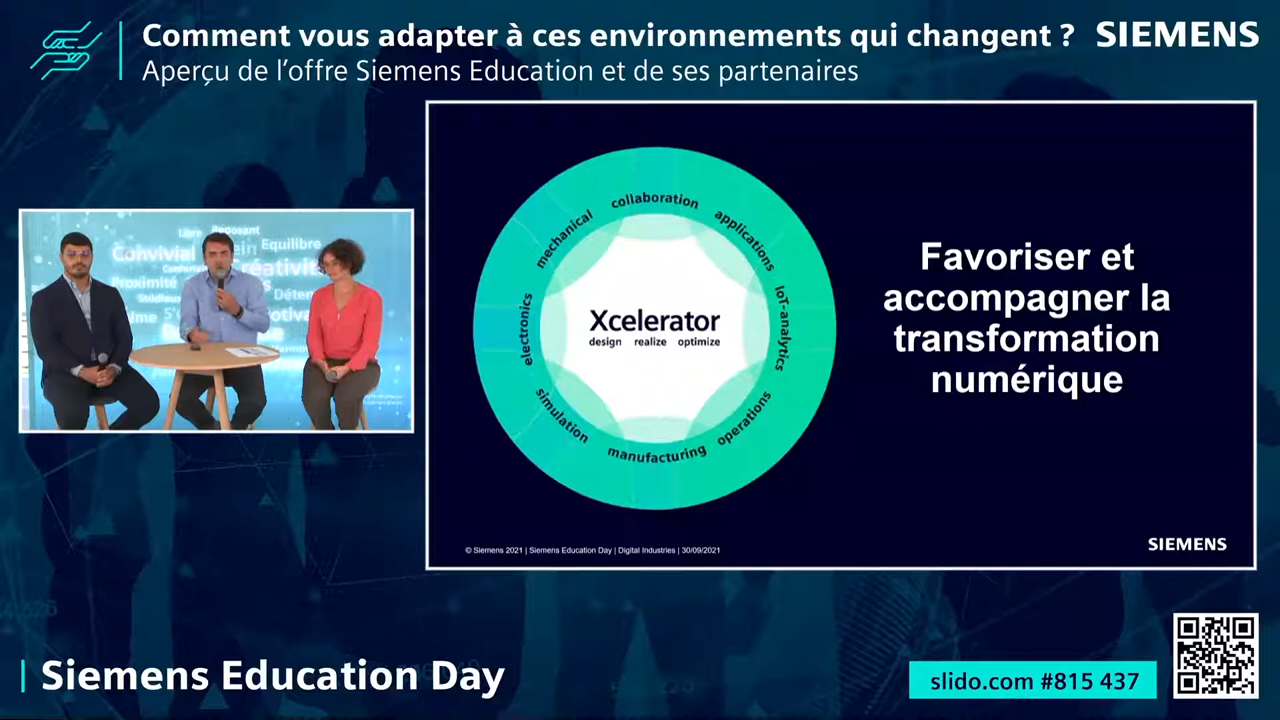 Comment vous adapter à ces environnements qui changent ?
SIEMENS
Aperçu de l'offre Siemens Education et de ses partenaires
Libre Reposant
Convivial
Equilibre
Proximité
mechanical
collaboration
applications
IoT-analytics
operations
manufacturing
simulation
electronics
Xcelerator
design realize optimize
Favoriser et
accompagner la
transformation
numérique
© Siemens 2021 | Siemens Education Day | Digital Industries | 30/09/2021
SIEMENS
Siemens Education Day
slido.com #815 437